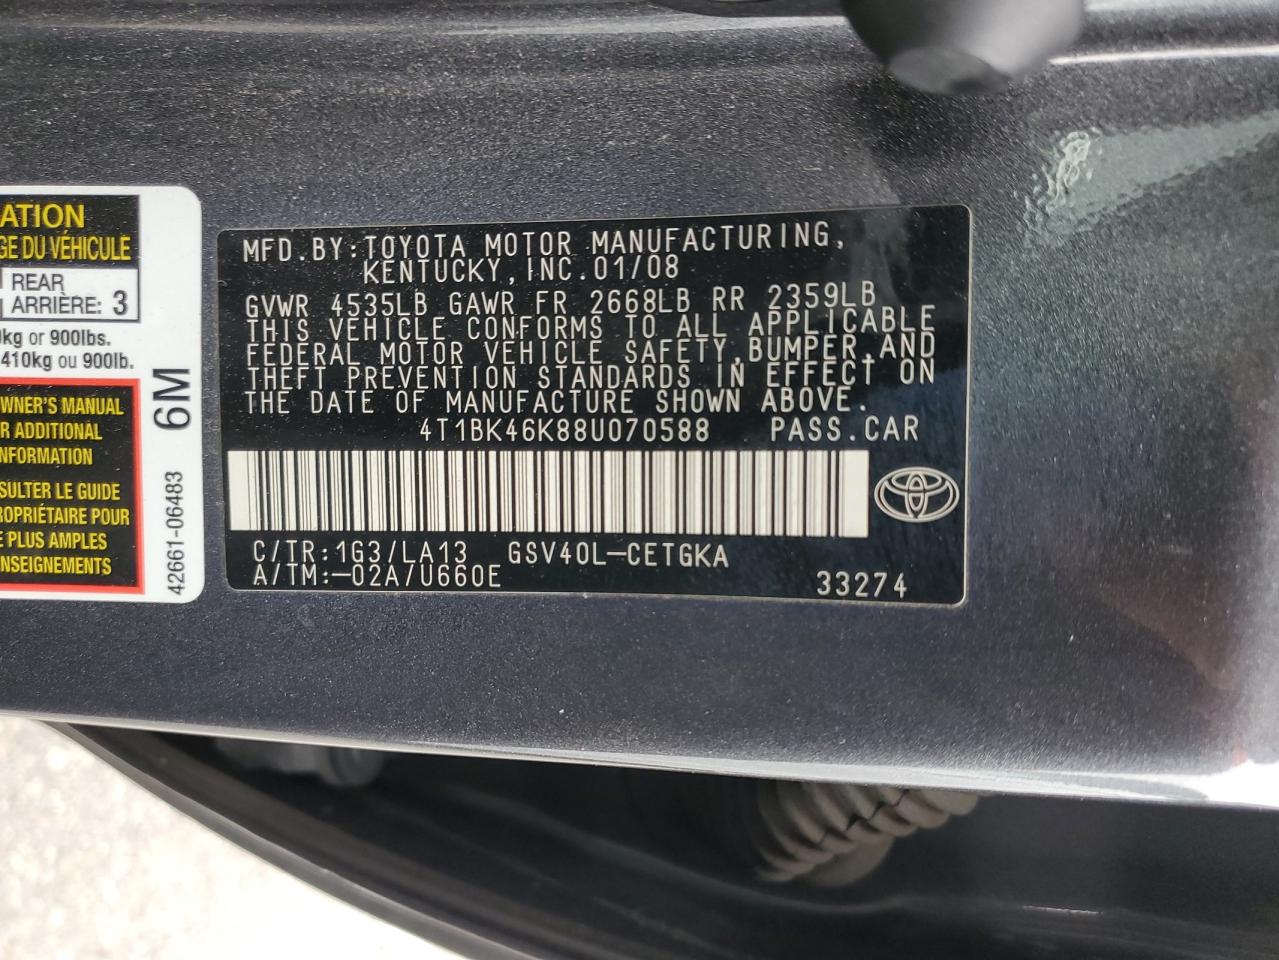 ATION
GE DU VÉHICULE
REAR
ARRIÈRE: 3
kg or 900lbs.
410kg ou 900lb.
WNER'S MANUAL
R ADDITIONAL
NFORMATION
SULTER LE GUIDE
ROPRIÉTAIRE POUR
E PLUS AMPLES
NSEIGNEMENTS
6M
42661-06483
MFD.BY:TOYOTA MOTOR MANUFACTURING,
KENTUCKY,INC.01/08
GVWR 4535LB GAWR FR 2668LB RR 2359LB
THIS VEHICLE CONFORMS TO ALL APPLICABLE
FEDERAL MOTOR VEHICLE SAFETY,BUMPER,AND
THEFT PREVENTION STANDARDS IN EFFECT ON
THE DATE OF MANUFACTURE SHOWN ABOVE.
4T1BK46K88U070588 PASS.CAR
C/TR:1G3/LA13 GSV40L-CETGKA
A/TM:-02A/U660E
33274